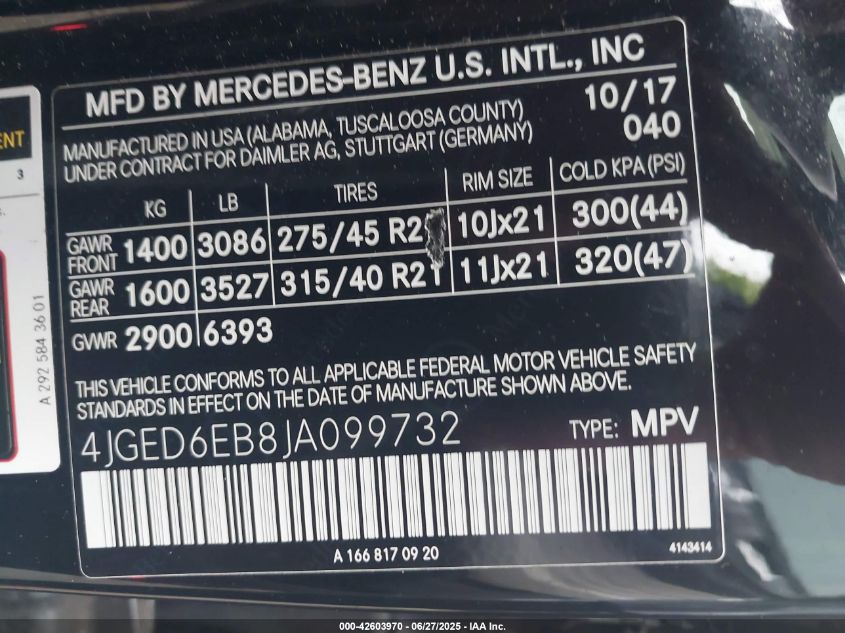 MFD BY MERCEDES-BENZ U.S. INTL., INC
10/17
MANUFACTURED IN USA (ALABAMA, TUSCALOOSA COUNTY)
040
UNDER CONTRACT FOR DAIMLER AG, STUTTGART (GERMANY)
KG LB TIRES RIM SIZE COLD KPA (PSI)
GAWR FRONT 1400 3086 275/45 10Jx21 300(44)
GAWR REAR 1600 3527 315/40 R21 11Jx21 320(47)
GVWR 2900 6393
THIS VEHICLE CONFORMS TO ALL APPLICABLE FEDERAL MOTOR VEHICLE SAFETY
STANDARDS IN EFFECT ON THE DATE OF MANUFACTURE SHOWN ABOVE.
4JGED6EB8JA099732 TYPE: MPV
A 166 817 09 20
4143414
3
A 292 584 36 01
000-42603970 - 06/27/2025 - IAA Inc.